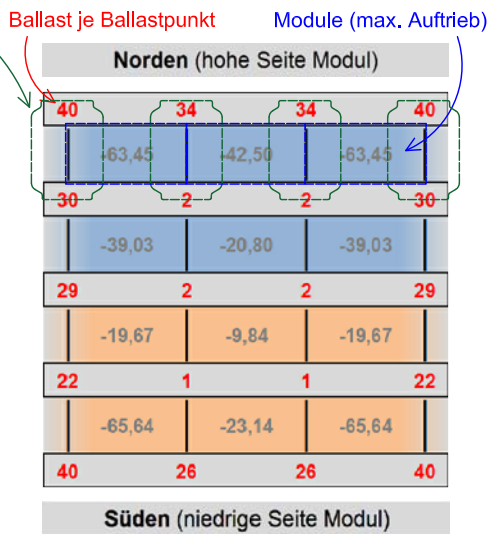 Ballast je Ballastpunkt Module (max. Auftrieb)
Norden (hohe Seite Modul)
40 34 34 40
-63,45 -42,50 -63,45
30 2 2 30
-39,03 -20,80 -39,03
29 2 2 29
-19,67 -9,84 -19,67
22 1 1 22
-65,64 -23,14 -65,64
40 26 26 40
Süden (niedrige Seite Modul)